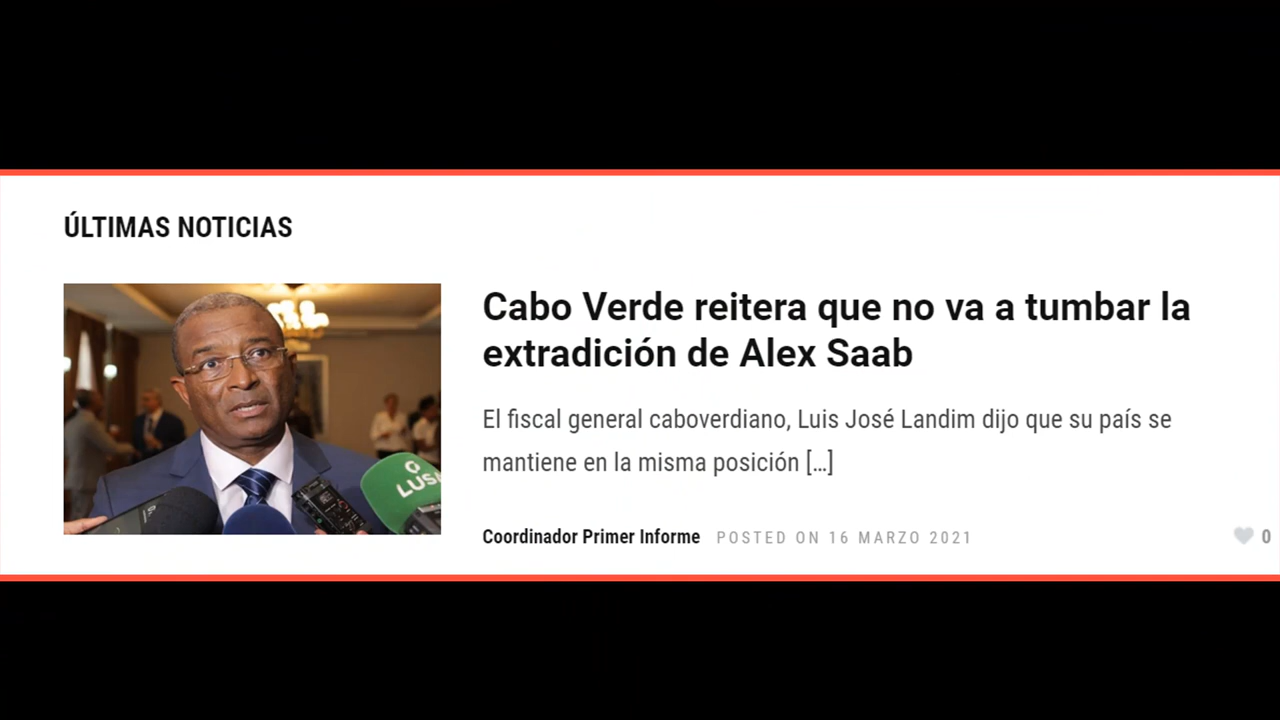 ÚLTIMAS NOTICIAS
Cabo Verde reitera que no va a tumbar la
extradición de Alex Saab
El fiscal general caboverdiano, Luis José Landim dijo que su país se
mantiene en la misma posición [...]
Coordinador Primer Informe POSTED ON 16 MARZO 2021
0